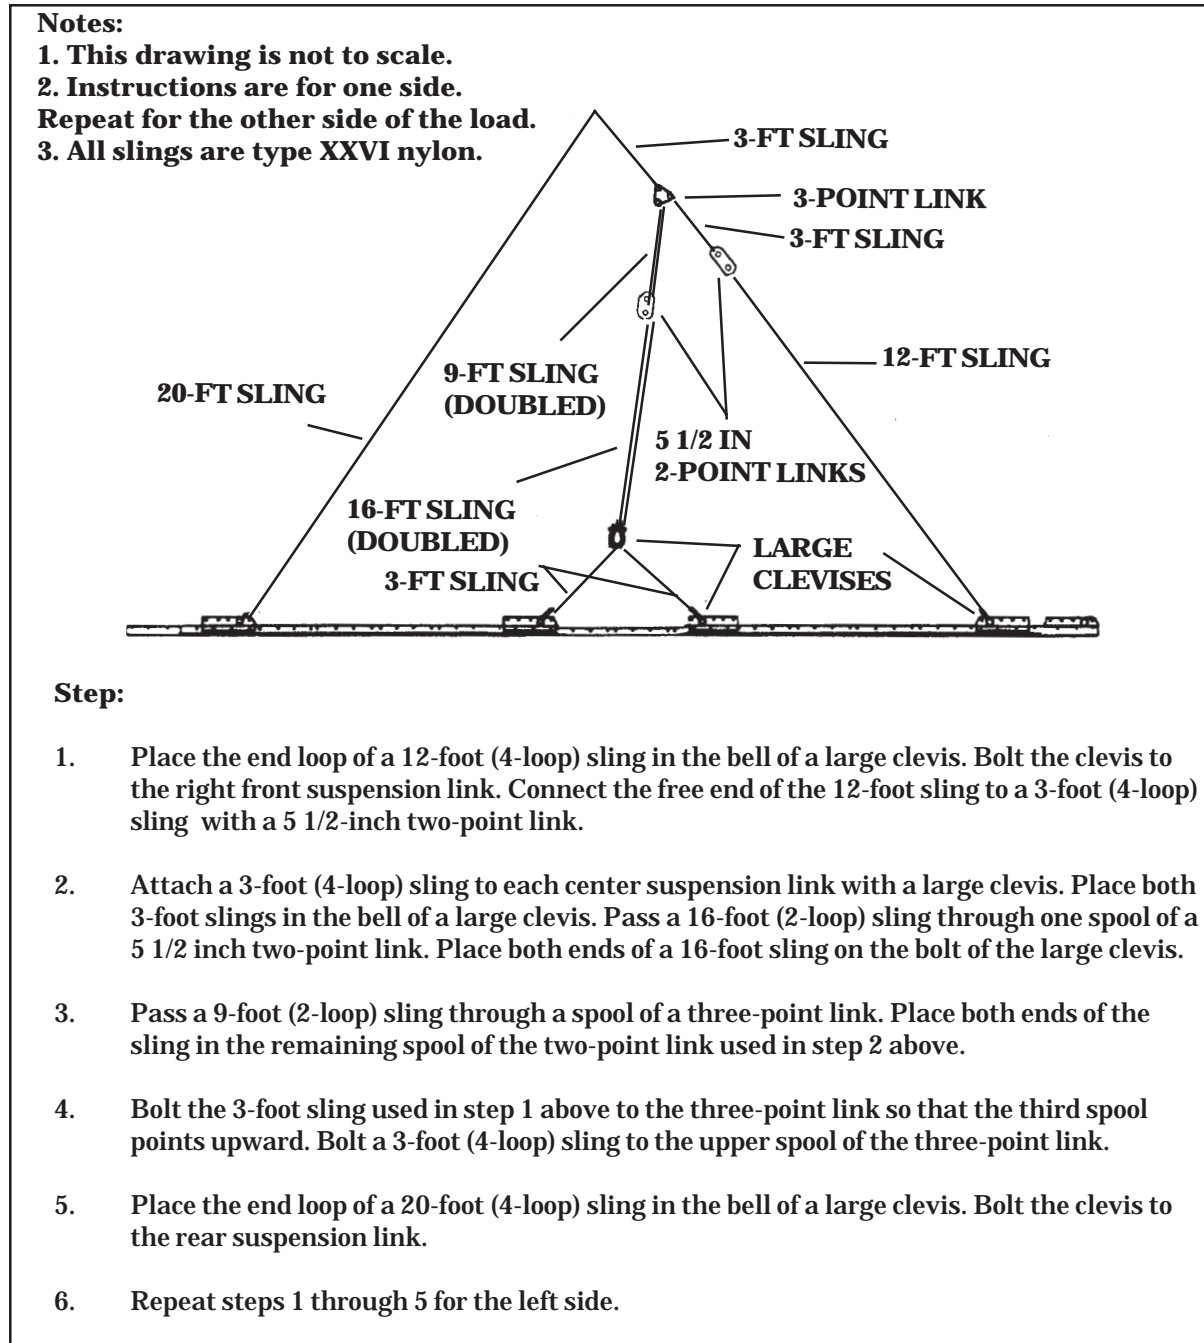 Notes:
1. This drawing is not to scale.
2. Instructions are for one side.
Repeat for the other side of the load.
3. All slings are type XXVI nylon.
3-FT SLING
3-POINT LINK
3-FT SLING
12-FT SLING
9-FT SLING
(DOUBLED)
20-FT SLING
5 1/2 IN
2-POINT LINKS
16-FT SLING
(DOUBLED)
LARGE
CLEVISES
3-FT SLING
Step:
1. Place the end loop of a 12-foot (4-loop) sling in the bell of a large clevis. Bolt the clevis to
the right front suspension link. Connect the free end of the 12-foot sling to a 3-foot (4-loop)
sling with a 5 1/2-inch two-point link.
2. Attach a 3-foot (4-loop) sling to each center suspension link with a large clevis. Place both
3-foot slings in the bell of a large clevis. Pass a 16-foot (2-loop) sling through one spool of a
5 1/2 inch two-point link. Place both ends of a 16-foot sling on the bolt of the large clevis.
3. Pass a 9-foot (2-loop) sling through a spool of a three-point link. Place both ends of the
sling in the remaining spool of the two-point link used in step 2 above.
4. Bolt the 3-foot sling used in step 1 above to the three-point link so that the third spool
points upward. Bolt a 3-foot (4-loop) sling to the upper spool of the three-point link.
5. Place the end loop of a 20-foot (4-loop) sling in the bell of a large clevis. Bolt the clevis to
the rear suspension link.
6. Repeat steps 1 through 5 for the left side.